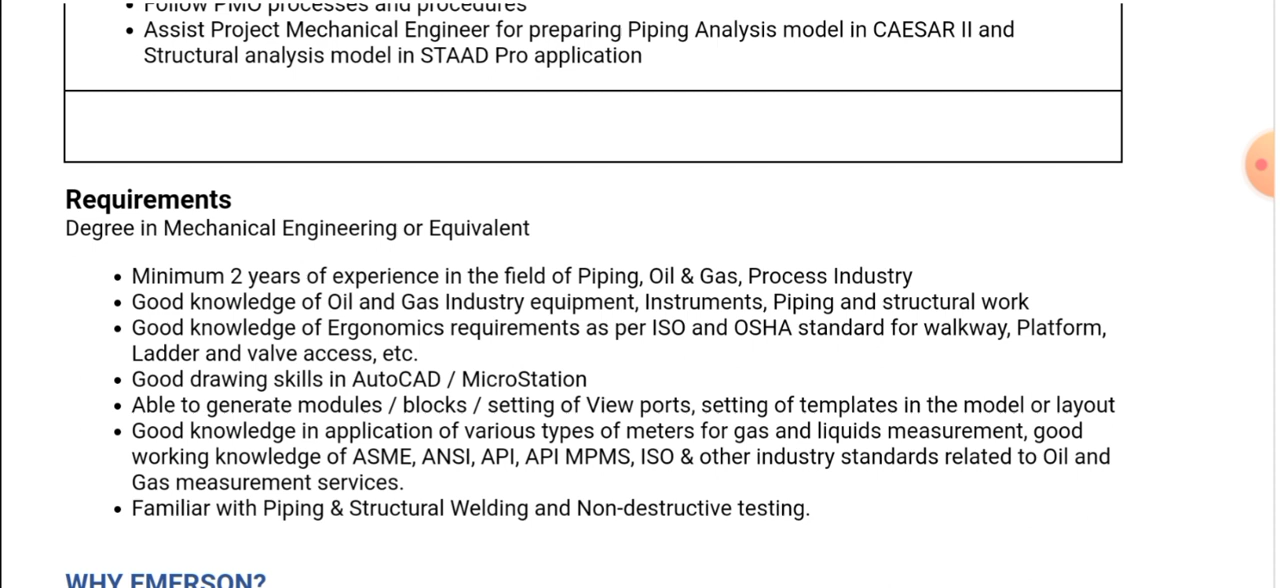 • Follow PMO processes and procedures
• Assist Project Mechanical Engineer for preparing Piping Analysis model in CAESAR II and
Structural analysis model in STAAD Pro application
Requirements
Degree in Mechanical Engineering or Equivalent
• Minimum 2 years of experience in the field of Piping, Oil & Gas, Process Industry
• Good knowledge of Oil and Gas Industry equipment, Instruments, Piping and structural work
• Good knowledge of Ergonomics requirements as per ISO and OSHA standard for walkway, Platform,
Ladder and valve access, etc.
• Good drawing skills in AutoCAD / MicroStation
• Able to generate modules / blocks / setting of View ports, setting of templates in the model or layout
• Good knowledge in application of various types of meters for gas and liquids measurement, good
working knowledge of ASME, ANSI, API, API MPMS, ISO & other industry standards related to Oil and
Gas measurement services.
• Familiar with Piping & Structural Welding and Non-destructive testing.
WHY EMERSON?